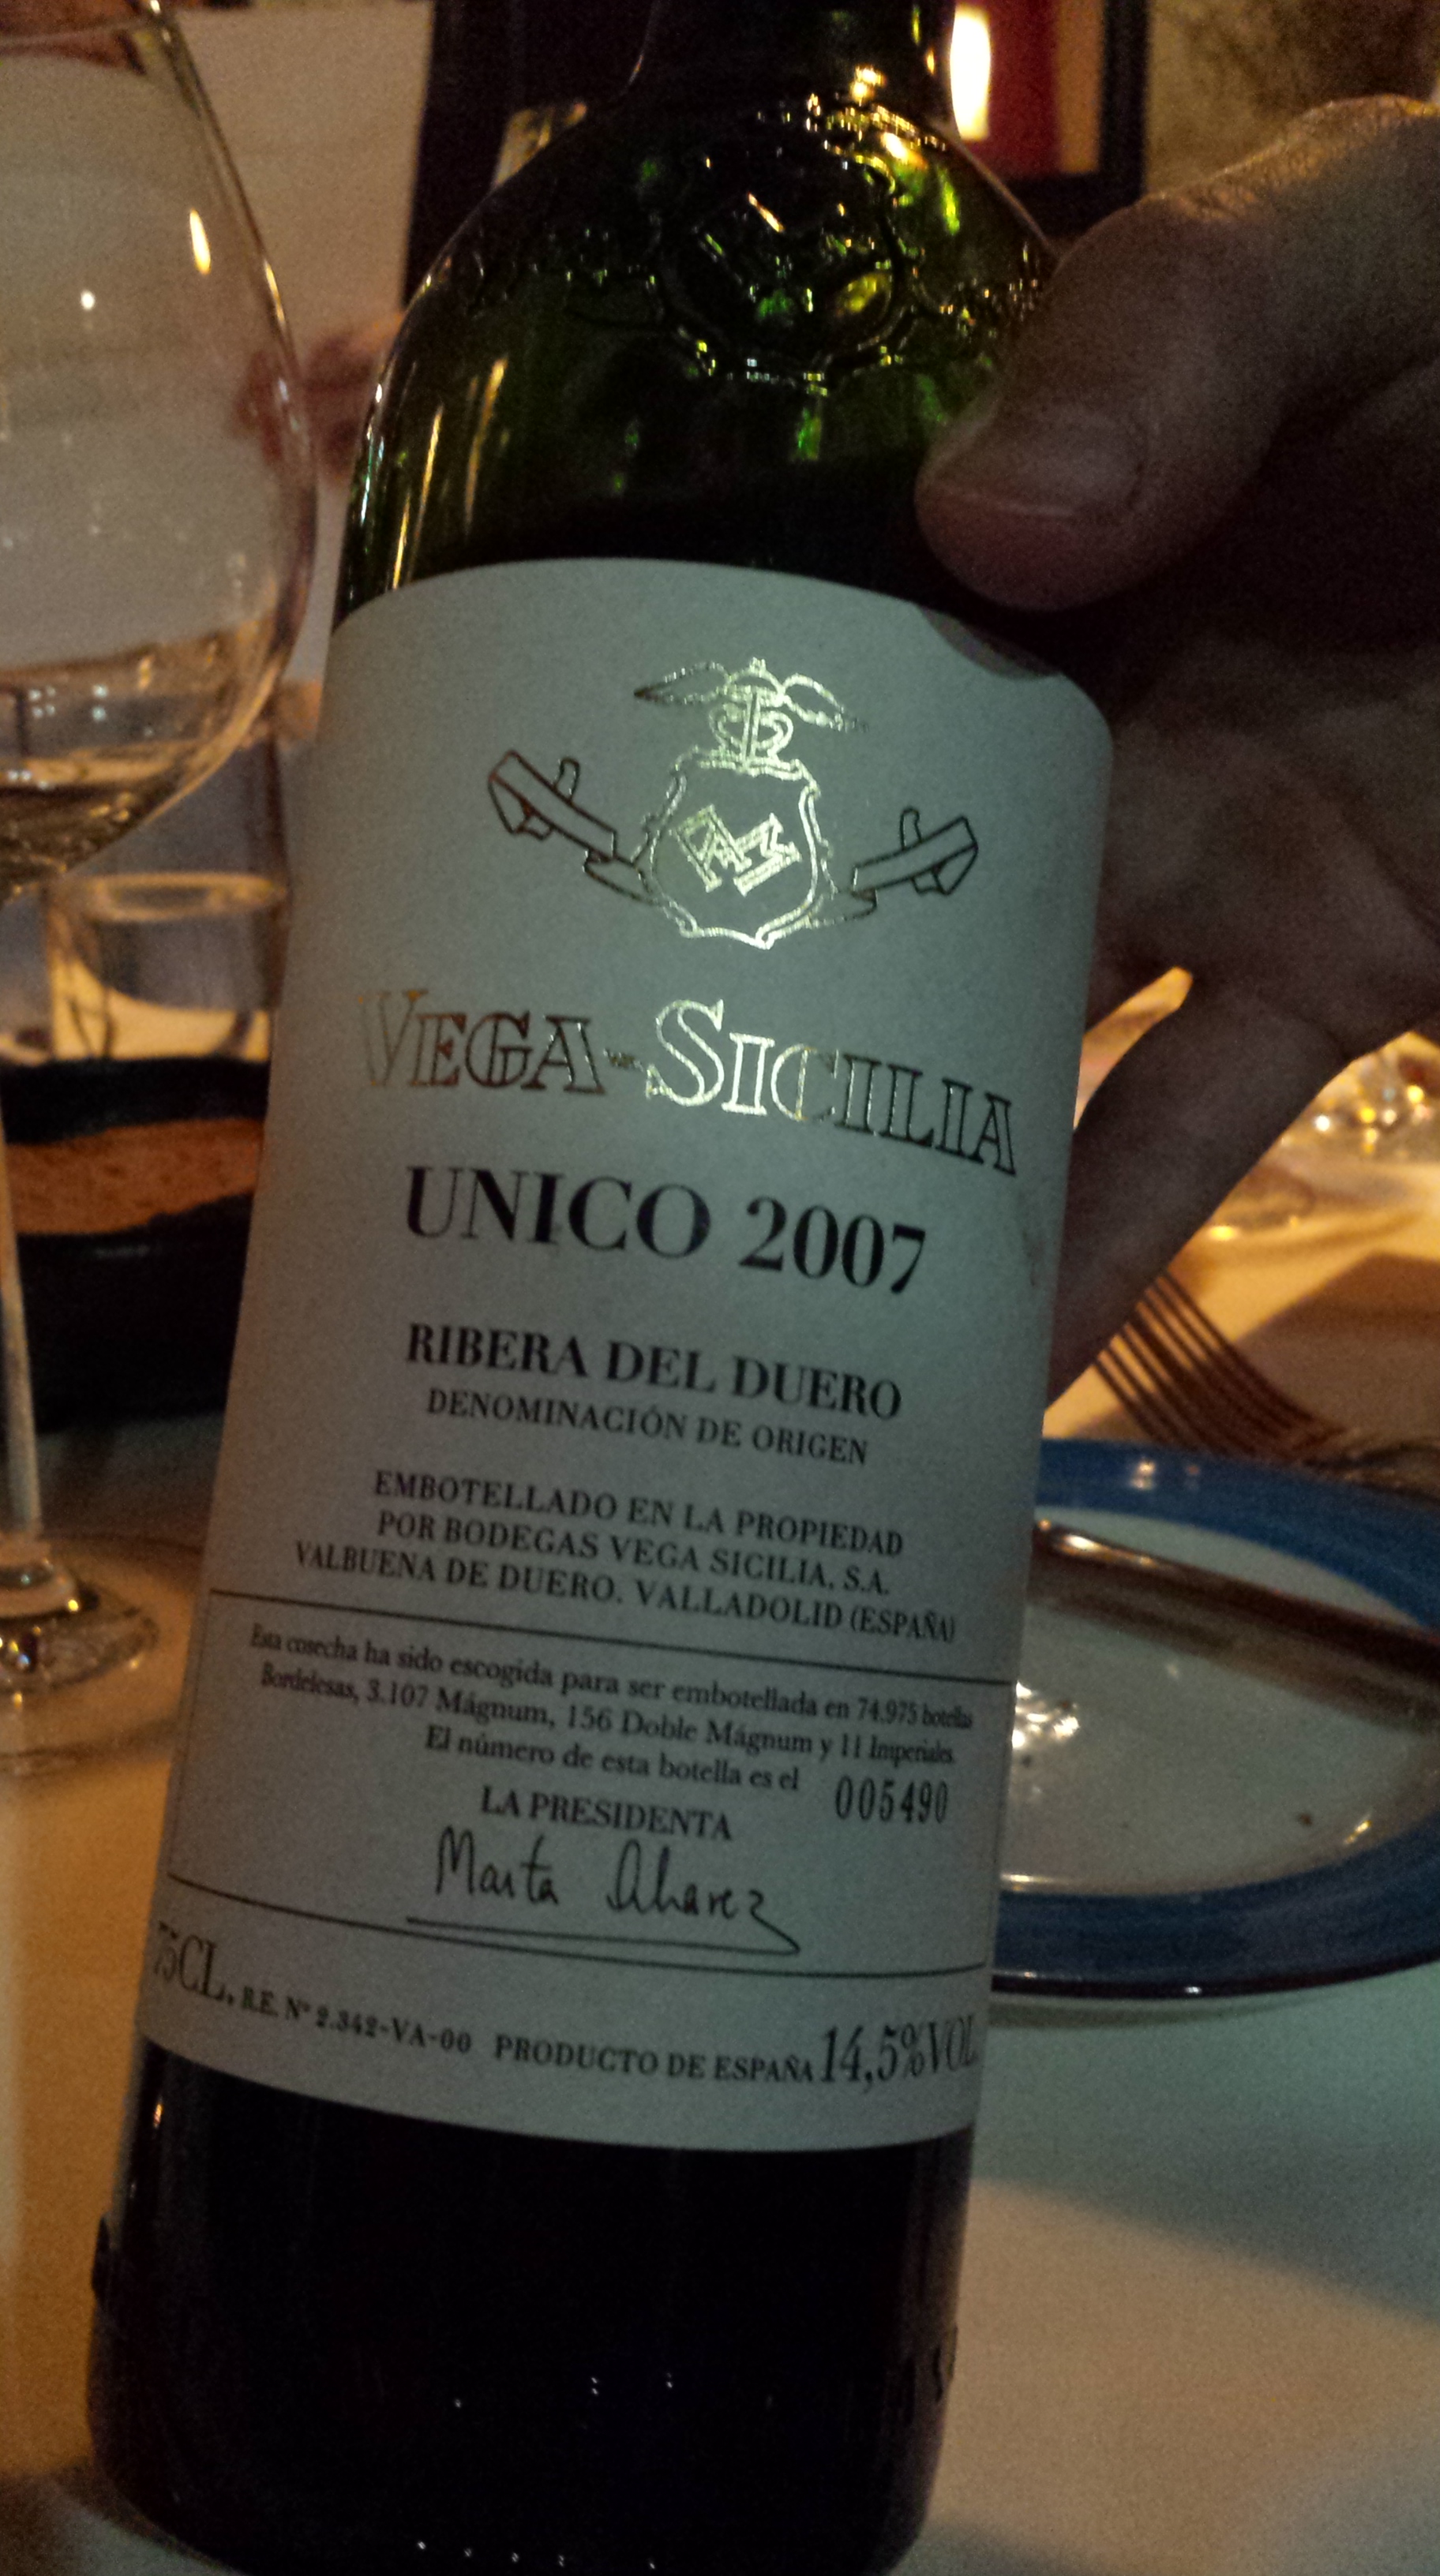 VEGA-SICILIA
UNICO 2007
RIBERA DEL DUERO
DENOMINACIÓN DE ORIGEN
EMBOTELLADO EN LA PROPIEDAD
POR BODEGAS VEGA SICILIA, S.A.
VALBUENA DE DUERO. VALLADOLID (ESPAÑA)
Esta cosecha ha sido escogida para ser embotellada en 74.975 botellas
Bordelesas, 3.107 Mágnum, 156 Doble Mágnum y 11 Imperiales.
El número de esta botella es el 005490
LA PRESIDENTA
Marta Alvarez
75CL. R.E. Nº 2.342-VA-00 PRODUCTO DE ESPAÑA 14,5%VOL